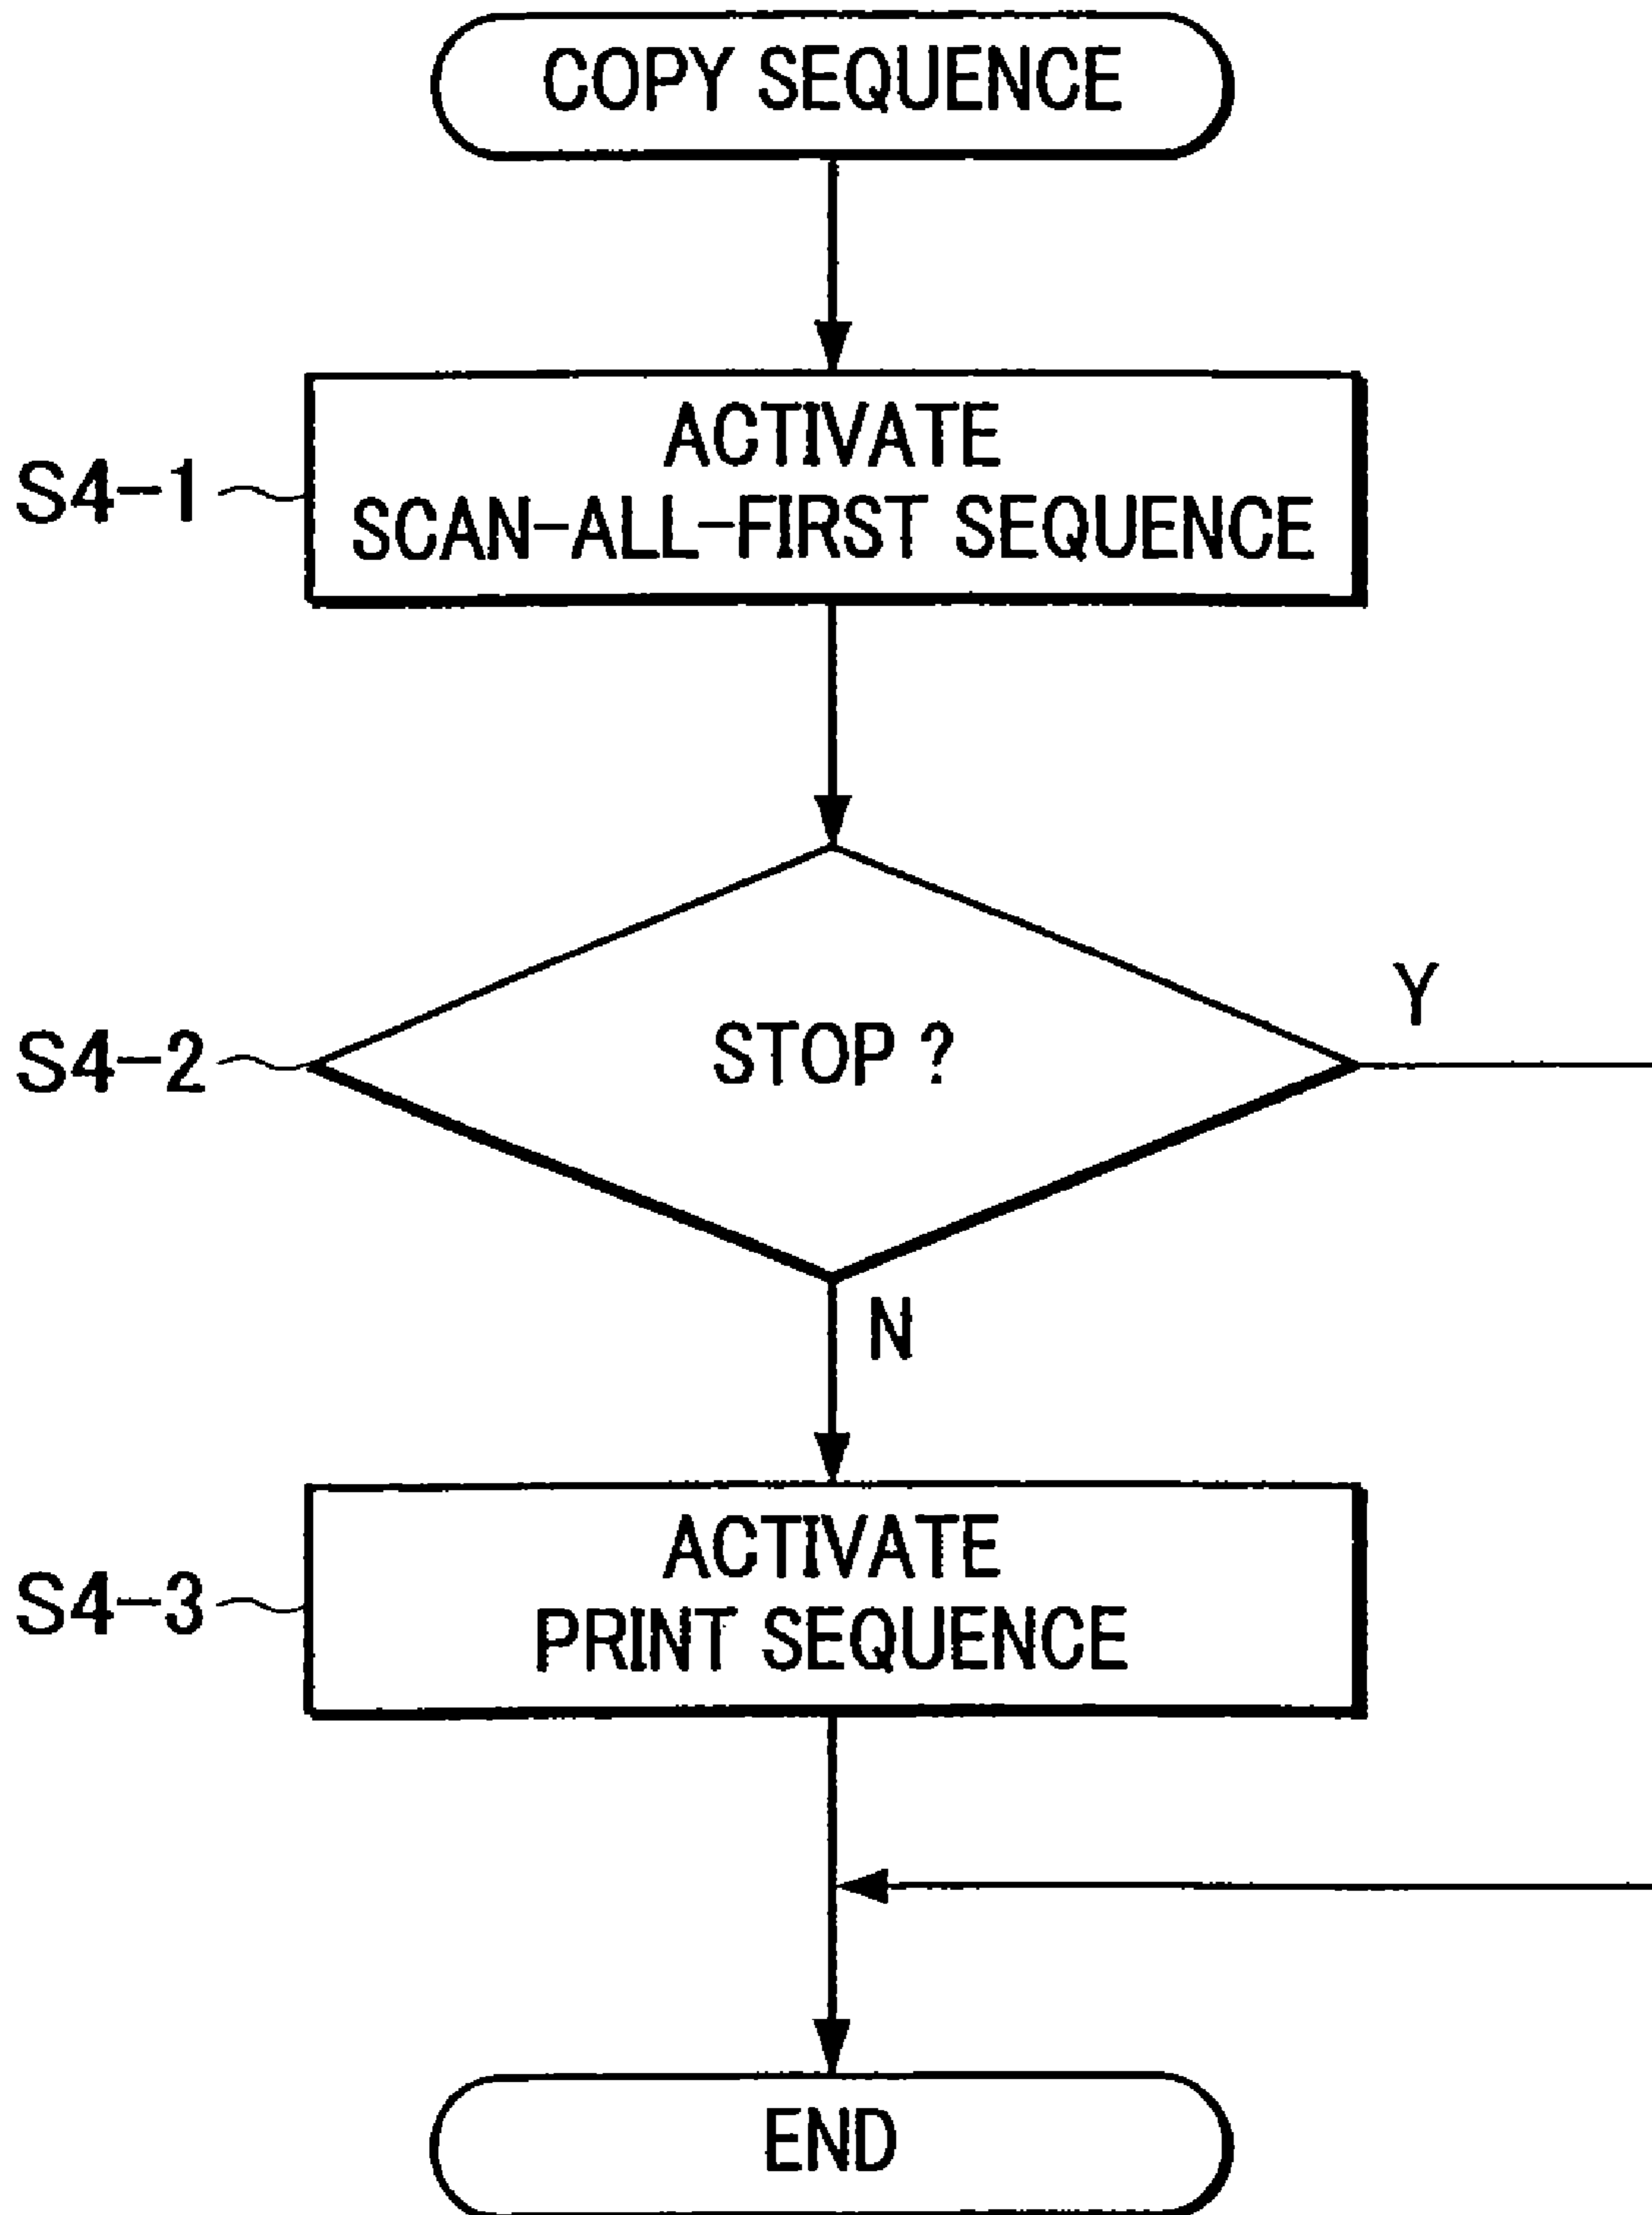 COPY SEQUENCE
S4-1
ACTIVATE
SCAN-ALL-FIRST SEQUENCE
S4-2
STOP ?
Y
N
S4-3
ACTIVATE
PRINT SEQUENCE
END